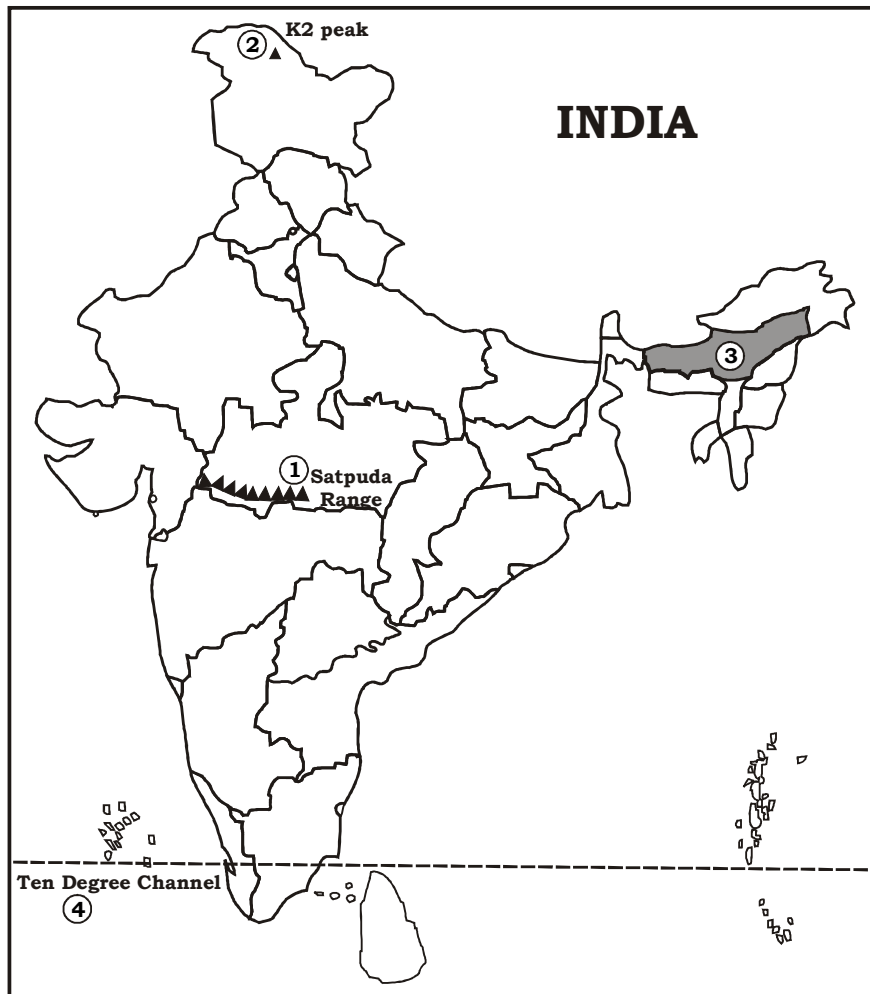 ② K2 peak
INDIA
③
① Satpuda
Range
Ten Degree Channel
④